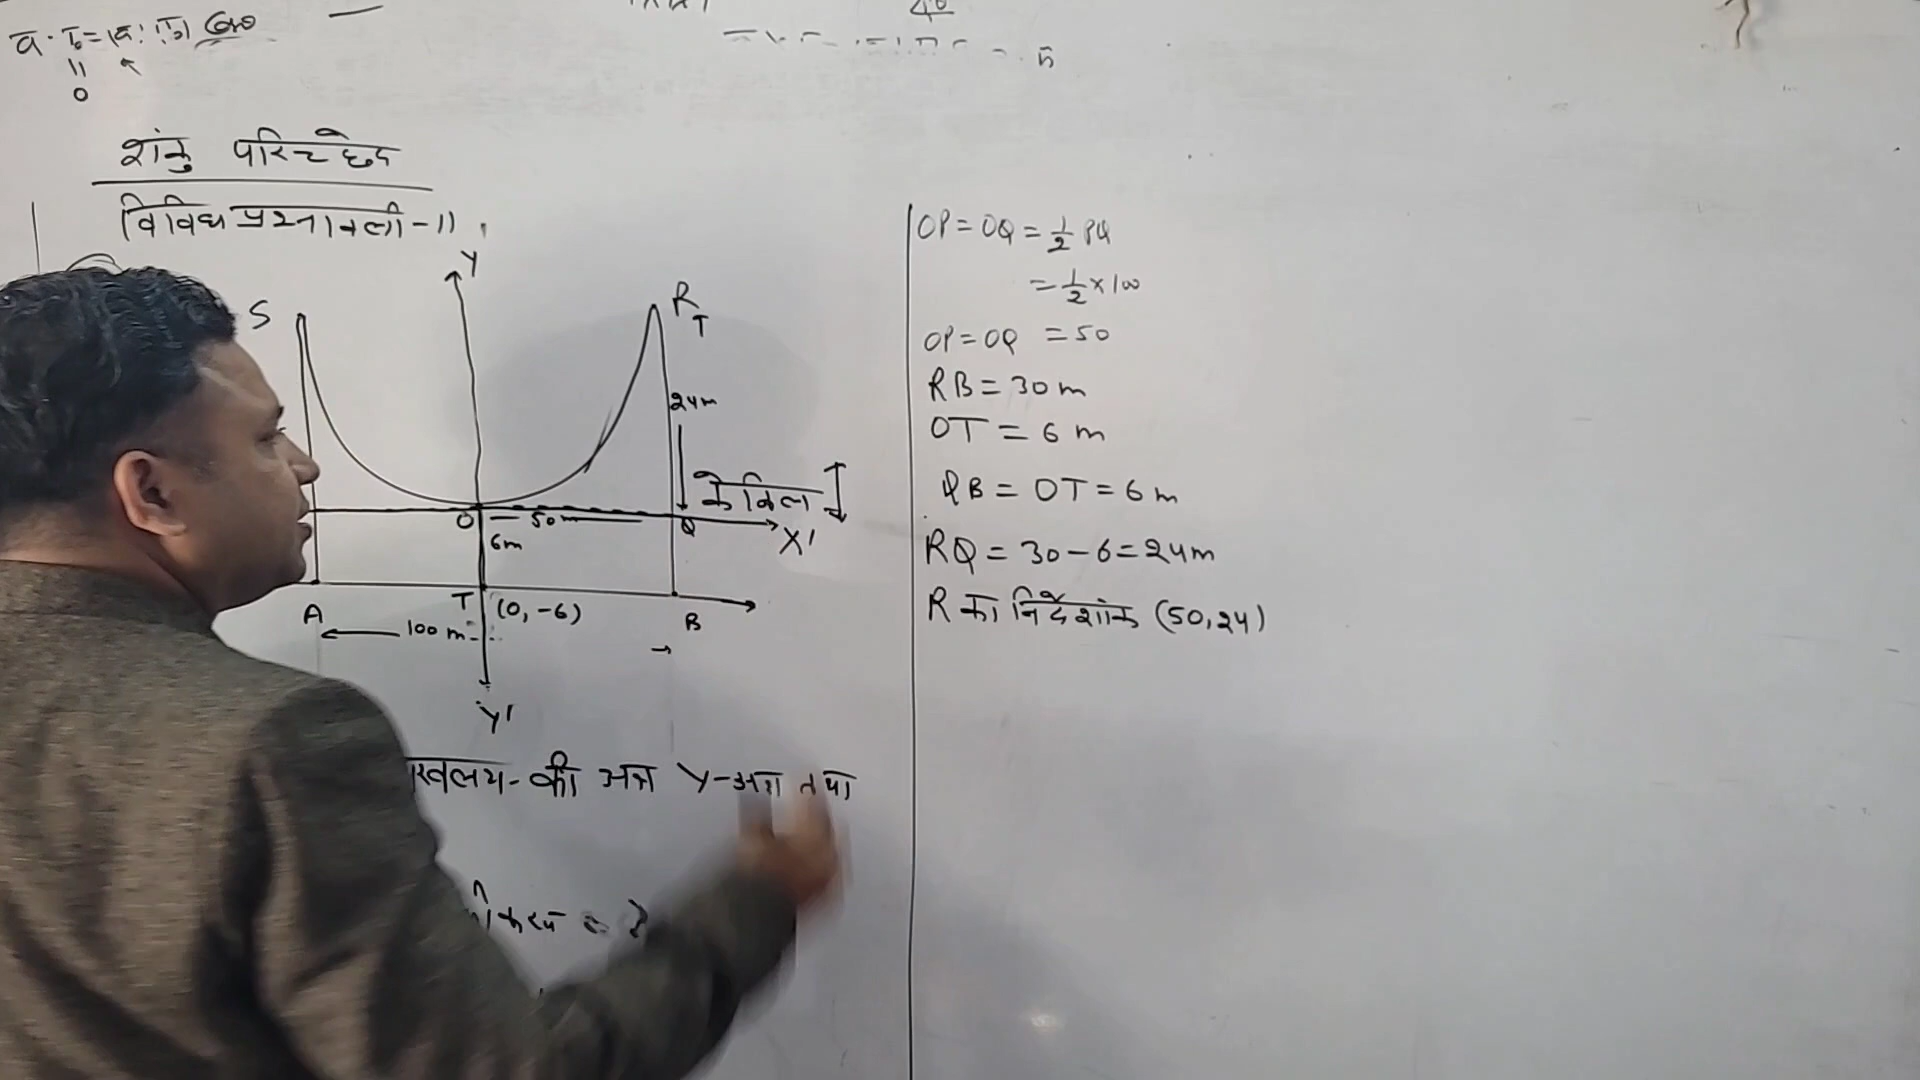 शंकु परिच्छेद
विविध प्रश्नावली-11
Y
S
R
T
24m
केबिल
O
50m
Q
X'
6m
A
T
(0, -6)
B
100 m
Y'
की अक्ष Y-अक्ष तथा
OP = OQ = 1/2 PQ
= 1/2 × 100
OP = OQ = 50
RB = 30 m
OT = 6 m
QB = OT = 6 m
RQ = 30 - 6 = 24m
R का निर्देशांक (50, 24)